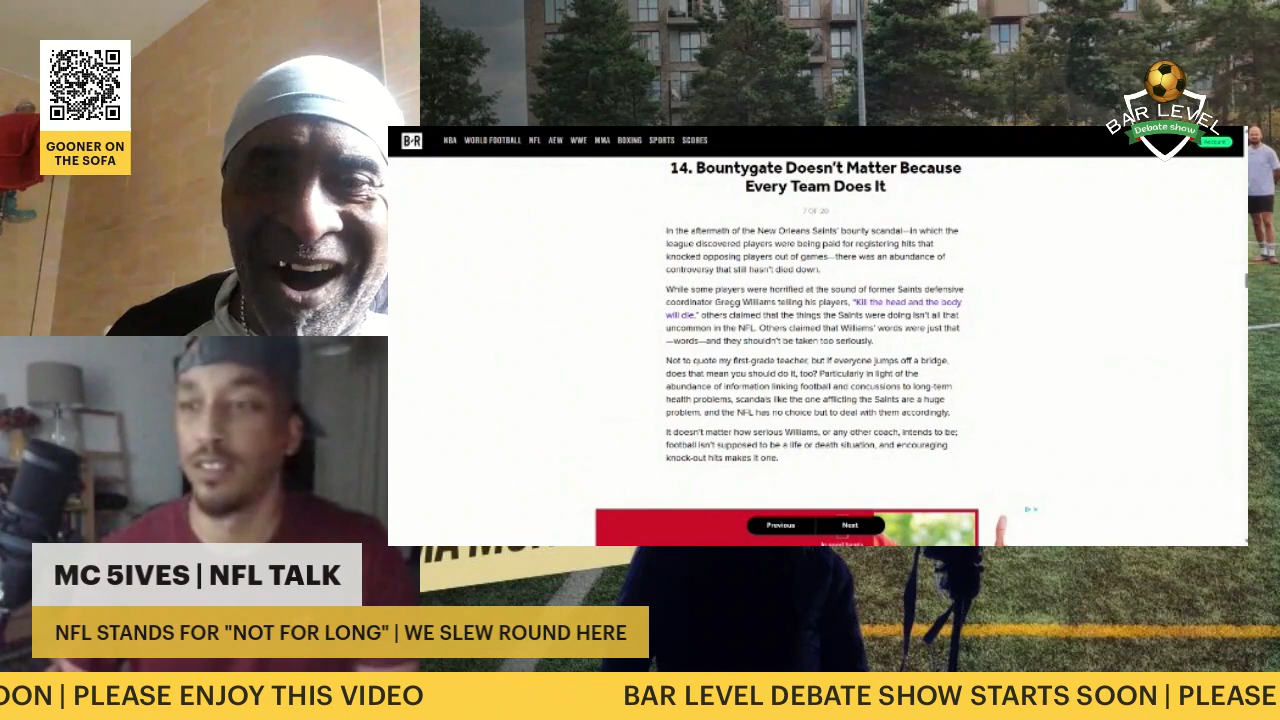 GOONER ON
THE SOFA
BAR LEVEL
Debate show
Account
B/R
NBA WORLD FOOTBALL NFL AEW WWE MMA BOXING SPORTS SCORES
14. Bountygate Doesn't Matter Because
Every Team Does It
7 OF 20
In the aftermath of the New Orleans Saints' bounty scandal—in which the
league discovered players were being paid for registering hits that
knocked opposing players out of games—there was an abundance of
controversy that still hasn't died down.
While some players were horrified at the sound of former Saints defensive
coordinator Gregg Williams telling his players, "Kill the head and the body
will die," others claimed that the things the Saints were doing isn't all that
uncommon in the NFL. Others claimed that Williams' words were just that
—words—and they shouldn't be taken too seriously.
Not to quote my first-grade teacher, but if everyone jumps off a bridge,
does that mean you should do it, too? Particularly in light of the
abundance of information linking football and concussions to long-term
health problems, scandals like the one afflicting the Saints are a huge
problem, and the NFL has no choice but to deal with them accordingly.
It doesn't matter how serious Williams, or any other coach, intends to be;
football isn't supposed to be a life or death situation, and encouraging
knock-out hits makes it one.
Previous Next
MC 5IVES | NFL TALK
NFL STANDS FOR "NOT FOR LONG" | WE SLEW ROUND HERE
OON | PLEASE ENJOY THIS VIDEO BAR LEVEL DEBATE SHOW STARTS SOON | PLEASE